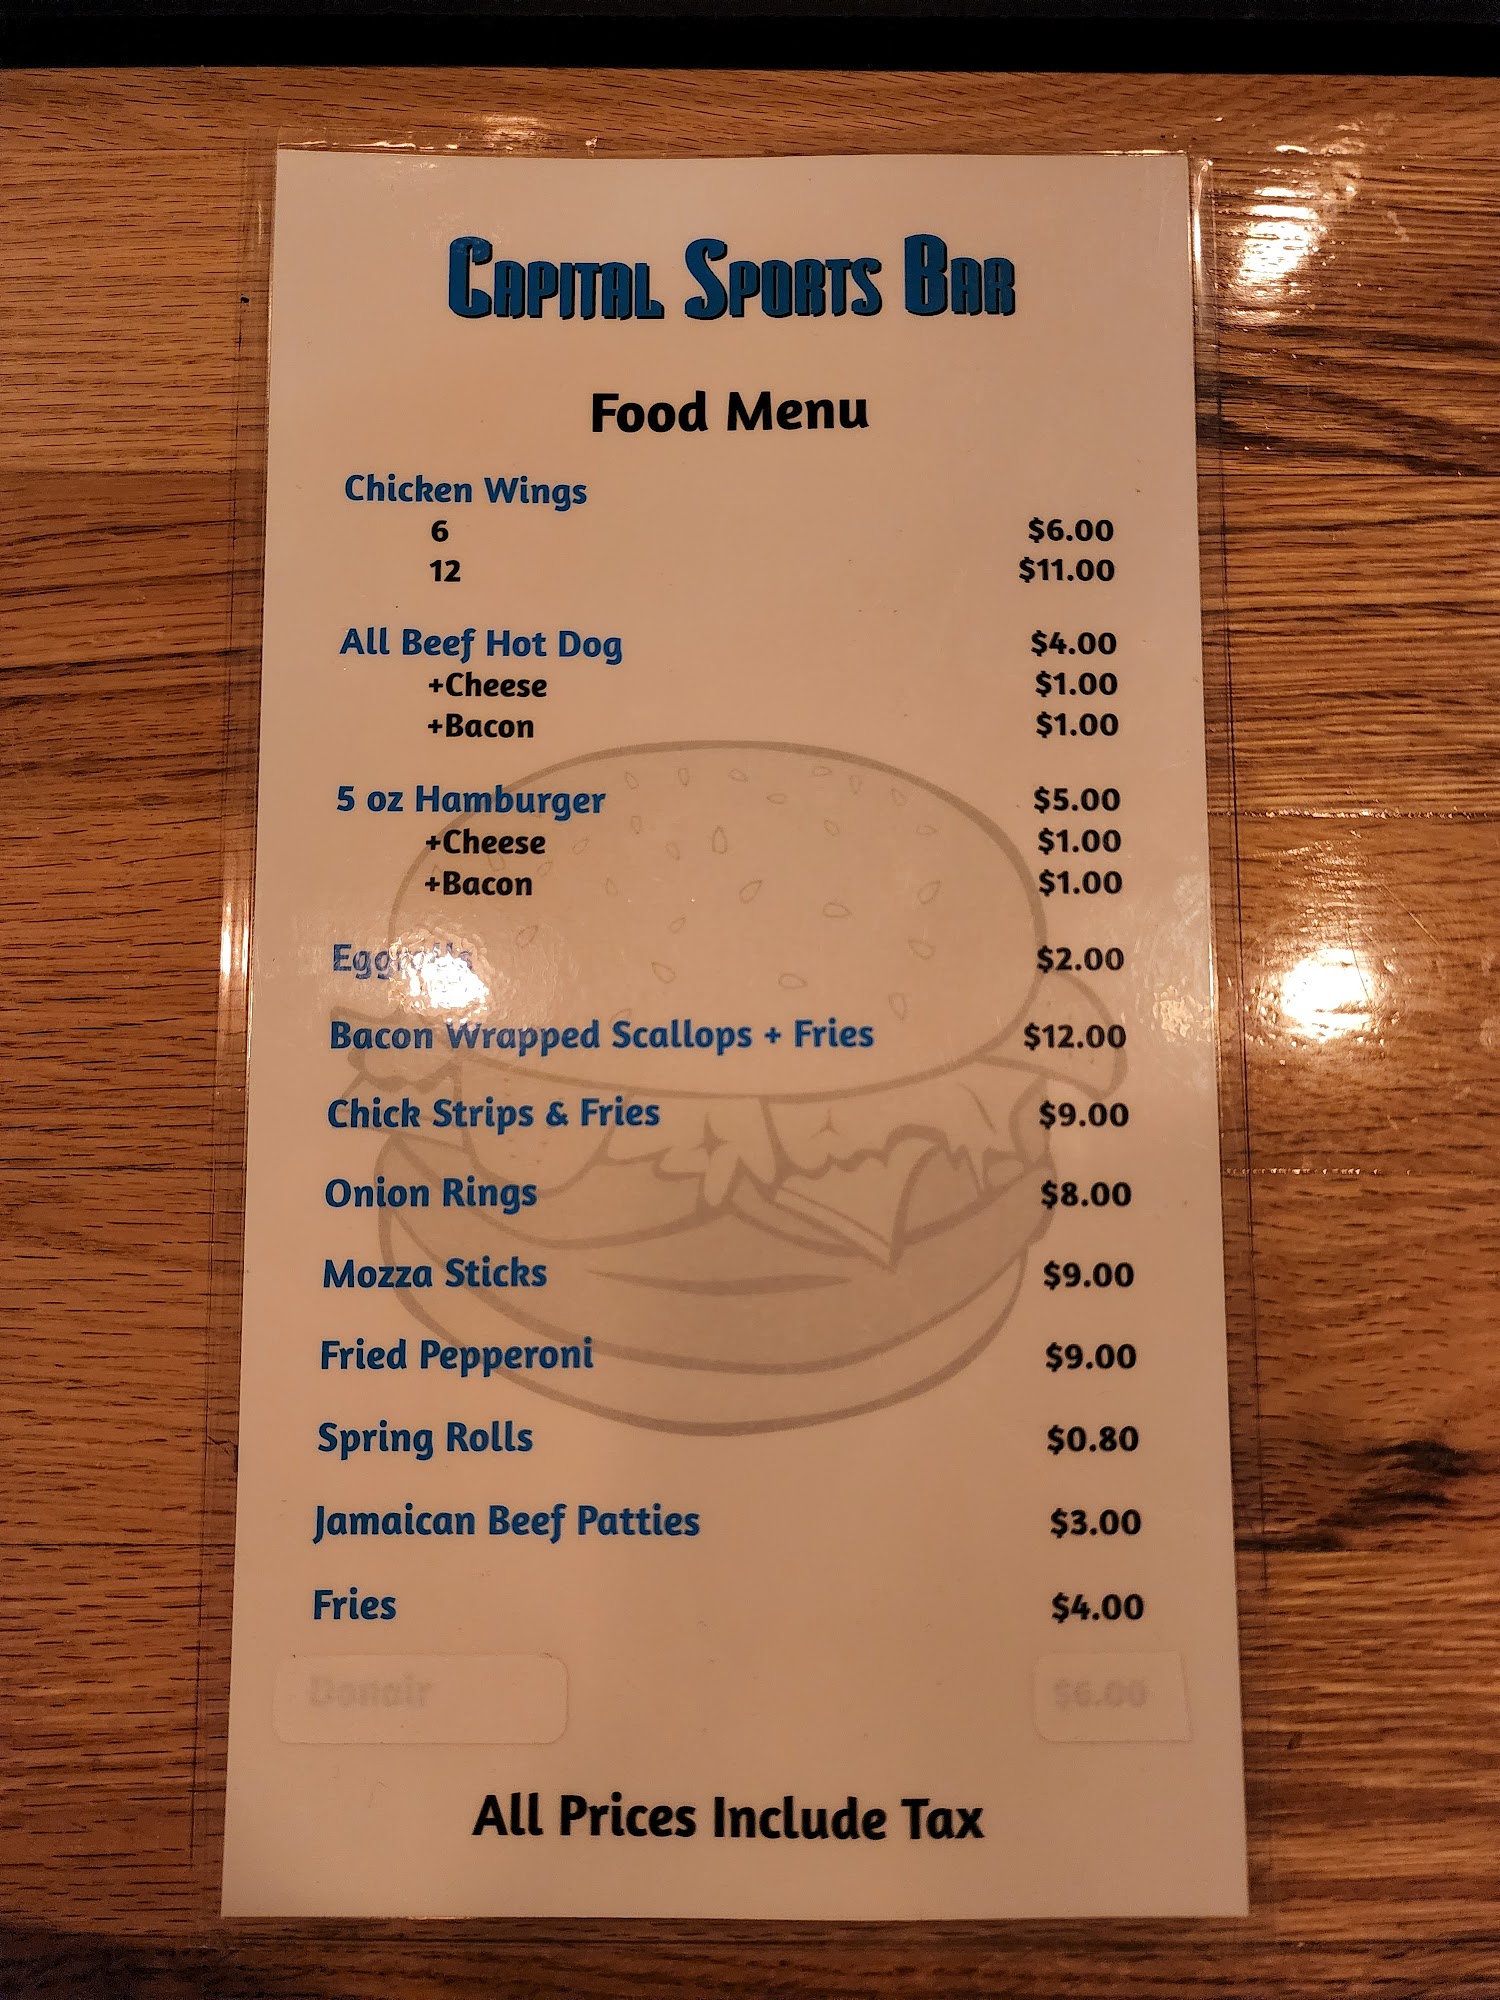 Capital Sports Bar
Food Menu
Chicken Wings
6 $6.00
12 $11.00
All Beef Hot Dog $4.00
+Cheese $1.00
+Bacon $1.00
5 oz Hamburger $5.00
+Cheese $1.00
+Bacon $1.00
Eggrolls $2.00
Bacon Wrapped Scallops + Fries $12.00
Chick Strips & Fries $9.00
Onion Rings $8.00
Mozza Sticks $9.00
Fried Pepperoni $9.00
Spring Rolls $0.80
Jamaican Beef Patties $3.00
Fries $4.00
Donair $6.00
All Prices Include Tax